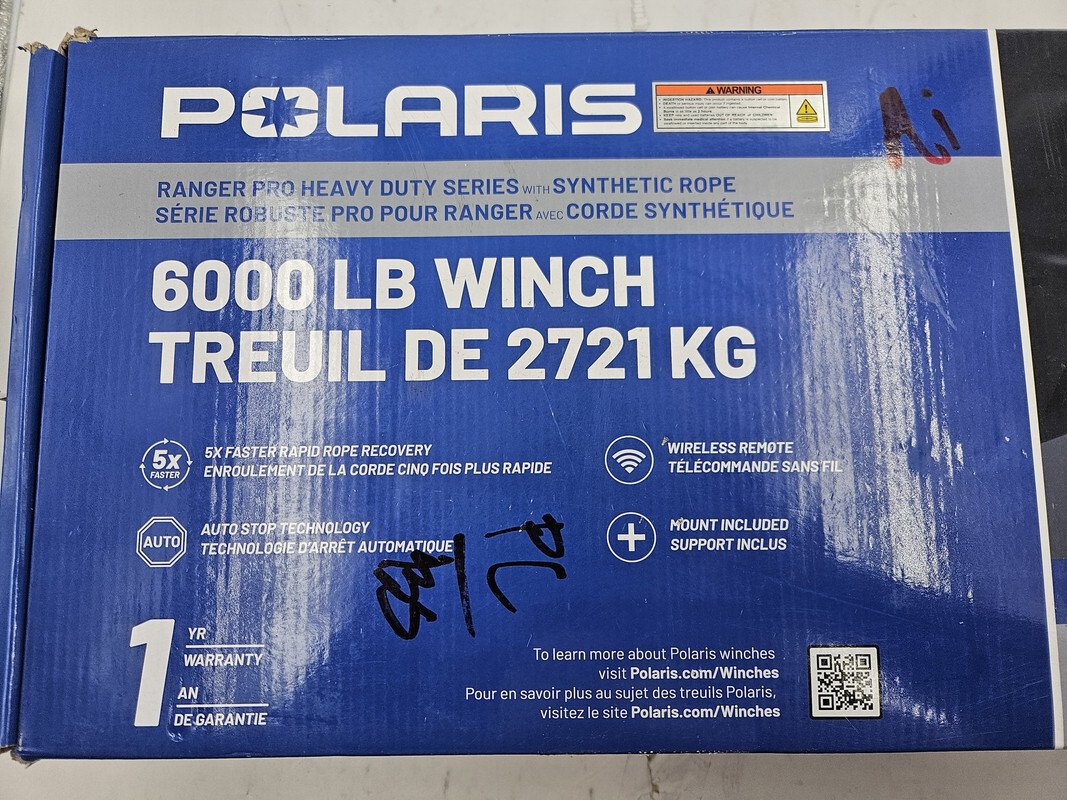 POLARIS
WARNING
RANGER PRO HEAVY DUTY SERIES WITH SYNTHETIC ROPE
SÉRIE ROBUSTE PRO POUR RANGER AVEC CORDE SYNTHÉTIQUE
6000 LB WINCH
TREUIL DE 2721 KG
5X FASTER
5X FASTER RAPID ROPE RECOVERY
ENROULEMENT DE LA CORDE CINQ FOIS PLUS RAPIDE
WIRELESS REMOTE
TÉLÉCOMMANDE SANS FIL
AUTO
AUTO STOP TECHNOLOGY
TECHNOLOGIE D'ARRÊT AUTOMATIQUE
MOUNT INCLUDED
SUPPORT INCLUS
1 YR
WARRANTY
AN
DE GARANTIE
To learn more about Polaris winches
visit Polaris.com/Winches
Pour en savoir plus au sujet des treuils Polaris,
visitez le site Polaris.com/Winches